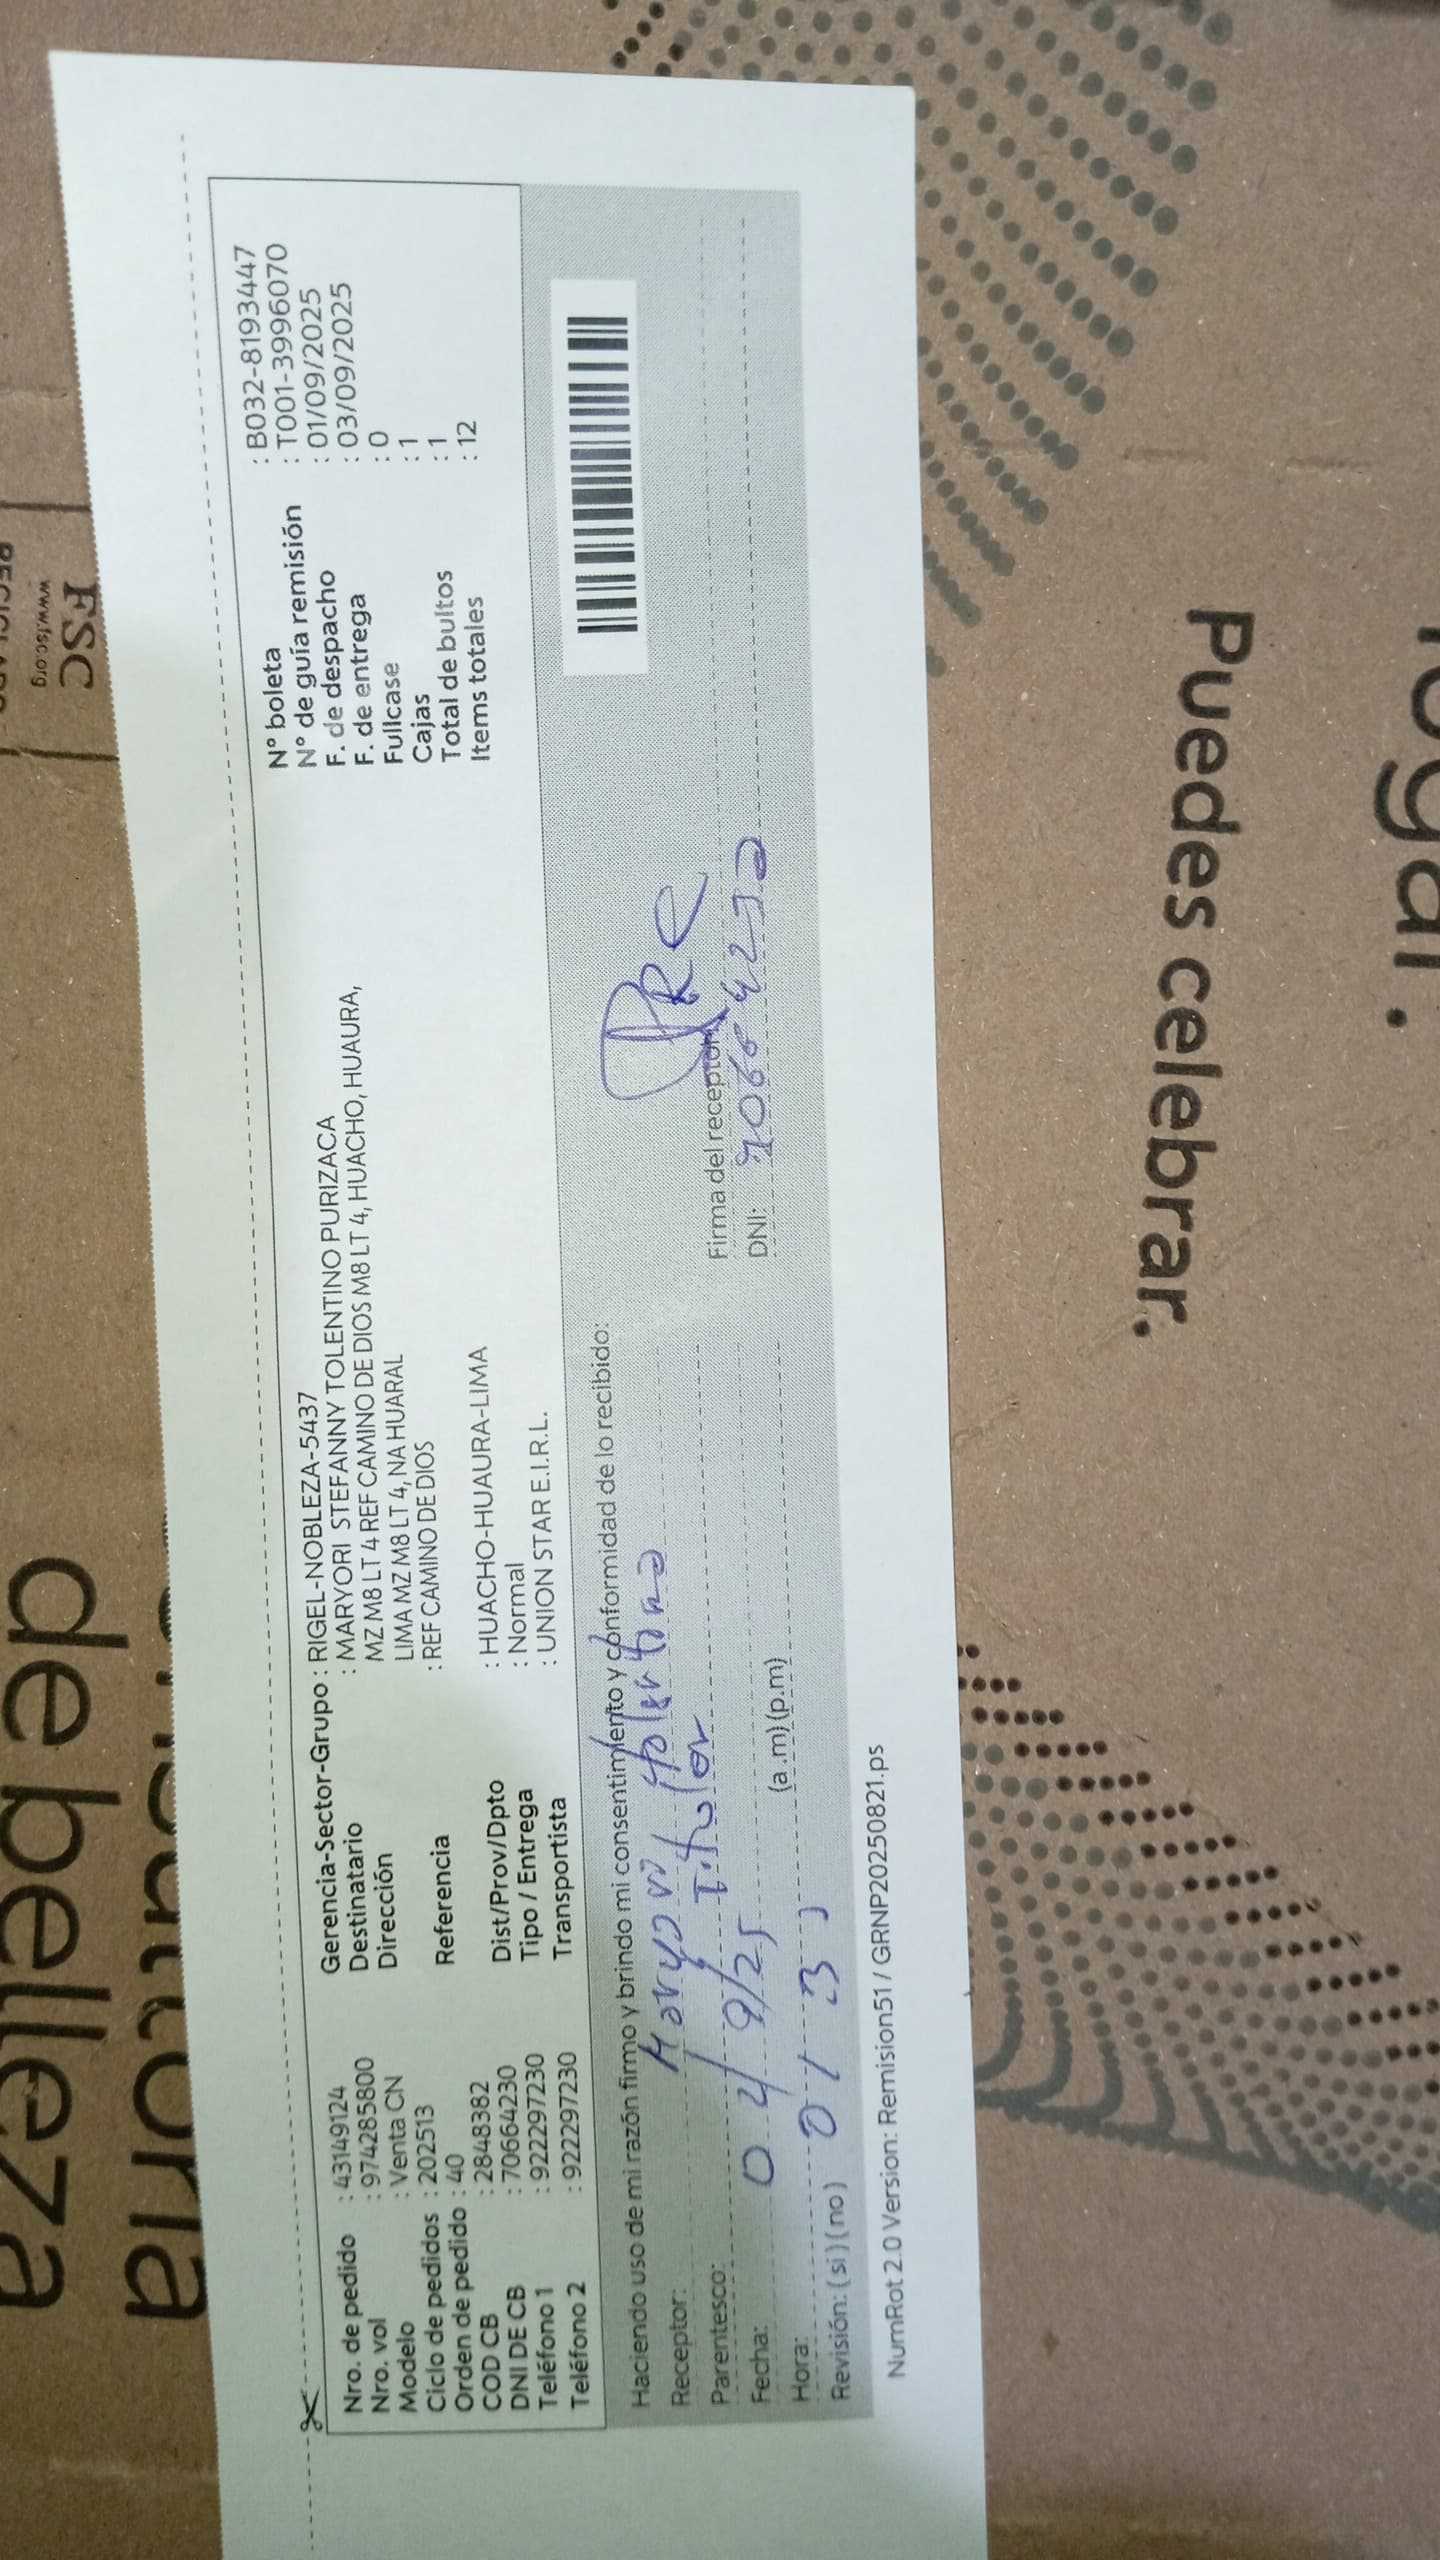 Nro. de pedido : 43149124
Nro. vol : 974285800
Modelo : Venta CN
Ciclo de pedidos : 202513
Orden de pedido : 40
COD CB : 2848382
DNI DE CB : 70664230
Teléfono 1 : 922297230
Teléfono 2 : 922297230
Gerencia-Sector-Grupo : RIGEL-NOBLEZA-5437
Destinatario : MARYORI STEFANNY TOLENTINO PURIZACA
Dirección MZ M8 LT 4 REF CAMINO DE DIOS M8 LT 4, HUACHO, HUAURA,
LIMA MZ M8 LT 4, NA HUARAL
Referencia : REF CAMINO DE DIOS
Dist/Prov/Dpto : HUACHO-HUAURA-LIMA
Tipo / Entrega : Normal
Transportista : UNION STAR E.I.R.L.
N° boleta : B032-8193447
N° de guía remisión : T001-3996070
F. de despacho : 01/09/2025
F. de entrega : 03/09/2025
Fullcase : 0
Cajas : 1
Total de bultos : 1
Items totales : 12
Haciendo uso de mi razón firmo y brindo mi consentimiento y conformidad de lo recibido:
Receptor: Maryori tolentino
Parentesco: Titular
Fecha: 04/9/25
Hora: (a .m) (p.m)
Revisión: ( si ) ( no )
Firma del receptor:
DNI:
NumRot 2.0 Version: Remision51 / GRNP20250821.ps
Puedes celebrar.
de belleza
FSC
www.fsc.org